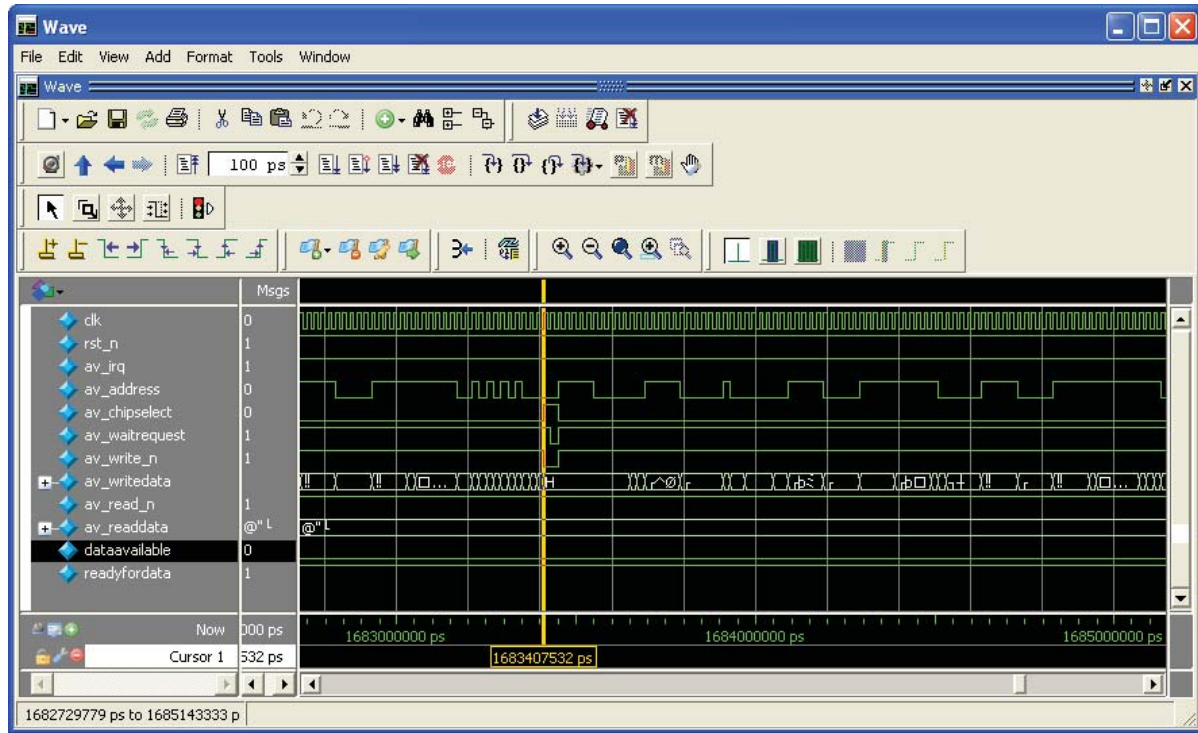 Wave
File Edit View Add Format Tools Window
Wave
100 ps
Msgs
clk 0
rst_n 1
av_irq 1
av_address 0
av_chipselect 0
av_waitrequest 1
av_write_n 1
av_writedata H
av_read_n 1
av_readdata @"└ @"└
dataavailable 0
readyfordata 1
Now 000 ps 1683000000 ps 1684000000 ps 1685000000 ps
Cursor 1 532 ps 1683407532 ps
1682729779 ps to 1685143333 p